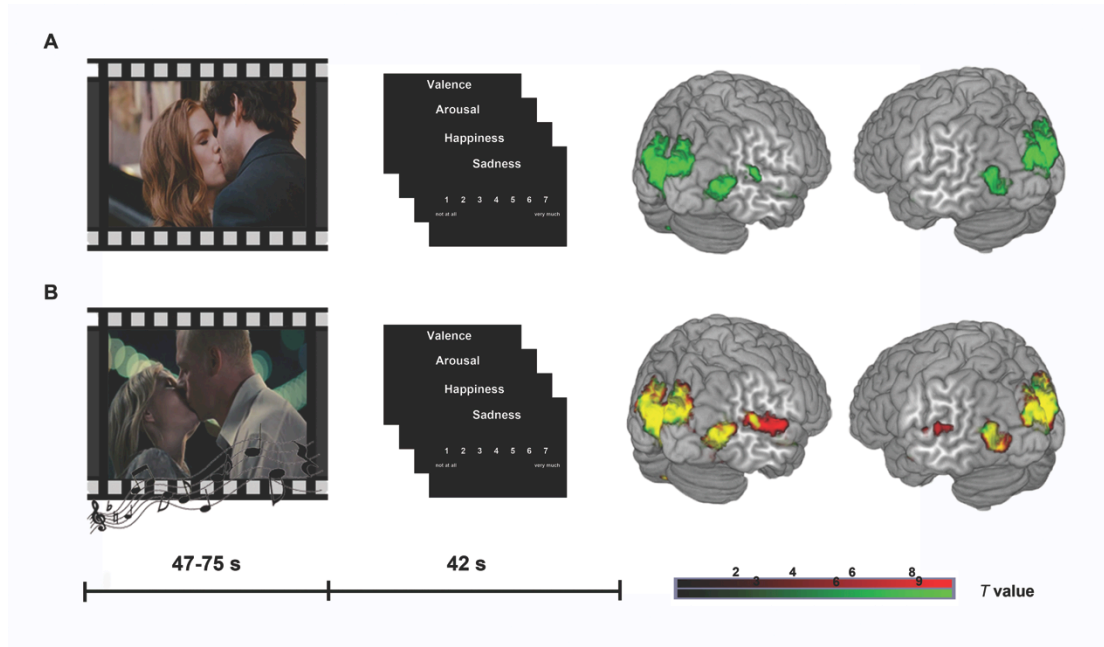 A
Valence
Arousal
Happiness
Sadness
1 2 3 4 5 6 7
not at all very much
B
Valence
Arousal
Happiness
Sadness
1 2 3 4 5 6 7
not at all very much
47-75 s
42 s
2 4 6 8
3 6 9
T value